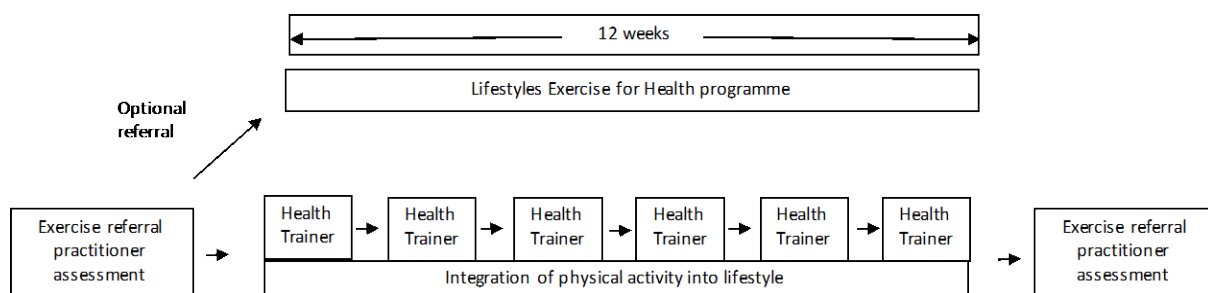 12 weeks
Lifestyles Exercise for Health programme
Optional
referral
Exercise referral
practitioner
assessment
Health
Trainer
Health
Trainer
Health
Trainer
Health
Trainer
Health
Trainer
Health
Trainer
Integration of physical activity into lifestyle
Exercise referral
practitioner
assessment